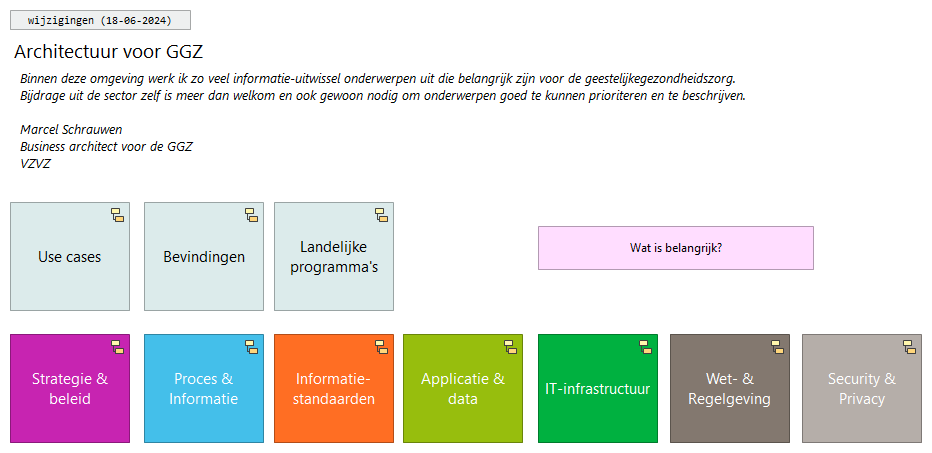 wijzigingen (18-06-2024)
Architectuur voor GGZ
Binnen deze omgeving werk ik zo veel informatie-uitwissel onderwerpen uit die belangrijk zijn voor de geestelijkegezondheidszorg.
Bijdrage uit de sector zelf is meer dan welkom en ook gewoon nodig om onderwerpen goed te kunnen prioriteren en te beschrijven.
Marcel Schrauwen
Business architect voor de GGZ
VZVZ
Use cases
Bevindingen
Landelijke
programma's
Wat is belangrijk?
Strategie &
beleid
Proces &
Informatie
Informatie-
standaarden
Applicatie &
data
IT-infrastructuur
Wet- &
Regelgeving
Security &
Privacy